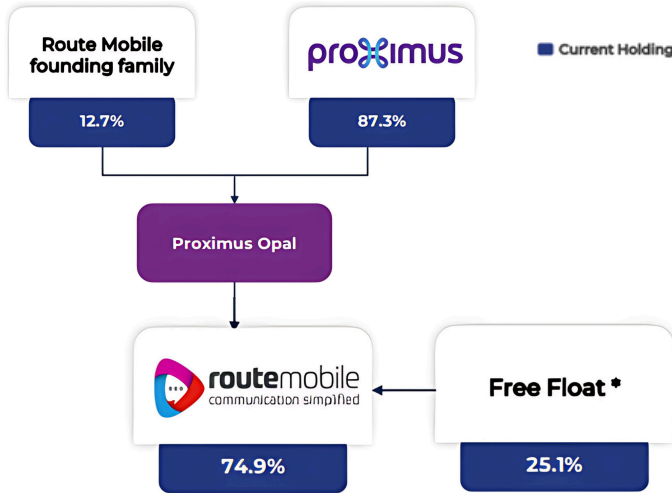 Route Mobile
founding family
12.7%
proximus
87.3%
Current Holding
Proximus Opal
routemobile
communication simplified
74.9%
Free Float *
25.1%